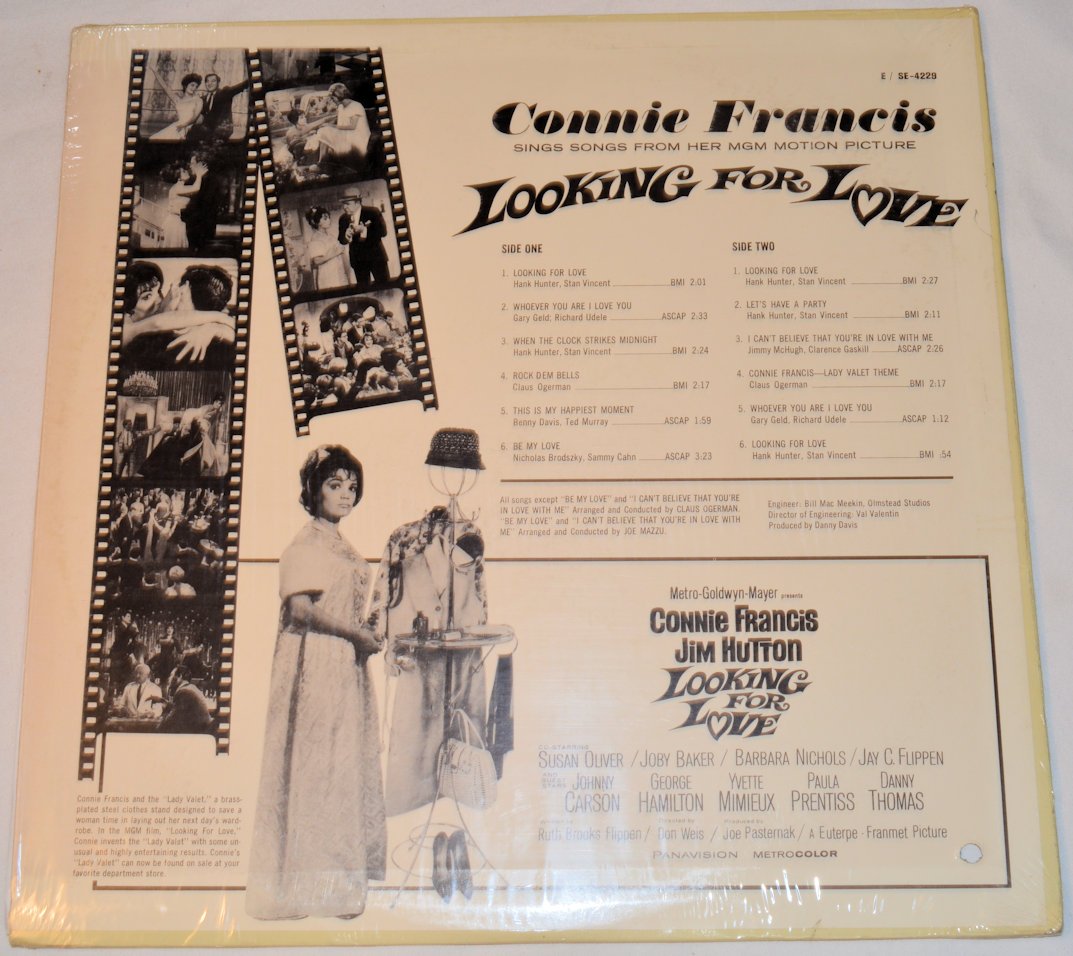 E / SE-4229
Connie Francis
SINGS SONGS FROM HER MGM MOTION PICTURE
LOOKING FOR LOVE
SIDE ONE
1. LOOKING FOR LOVE
Hank Hunter, Stan Vincent BMI 2:01
2. WHOEVER YOU ARE I LOVE YOU
Gary Geld; Richard Udele ASCAP 2:33
3. WHEN THE CLOCK STRIKES MIDNIGHT
Hank Hunter, Stan Vincent BMI 2:24
4. ROCK DEM BELLS
Claus Ogerman BMI 2:17
5. THIS IS MY HAPPIEST MOMENT
Benny Davis, Ted Murray ASCAP 1:59
6. BE MY LOVE
Nicholas Brodszky, Sammy Cahn ASCAP 3:23
SIDE TWO
1. LOOKING FOR LOVE
Hank Hunter, Stan Vincent BMI 2:27
2. LET'S HAVE A PARTY
Hank Hunter, Stan Vincent BMI 2:11
3. I CAN'T BELIEVE THAT YOU'RE IN LOVE WITH ME
Jimmy McHugh, Clarence Gaskill ASCAP 2:26
4. CONNIE FRANCIS—LADY VALET THEME
Claus Ogerman BMI 2:17
5. WHOEVER YOU ARE I LOVE YOU
Gary Geld, Richard Udele ASCAP 1:12
6. LOOKING FOR LOVE
Hank Hunter, Stan Vincent BMI :54
All songs except "BE MY LOVE" and "I CAN'T BELIEVE THAT YOU'RE
IN LOVE WITH ME" Arranged and Conducted by CLAUS OGERMAN.
"BE MY LOVE" and "I CAN'T BELIEVE THAT YOU'RE IN LOVE WITH
ME" Arranged and Conducted by JOE MAZZU.
Engineer: Bill Mac Meekin, Olmstead Studios
Director of Engineering: Val Valentin
Produced by Danny Davis
Metro-Goldwyn-Mayer presents
CONNIE FRANCIS
JIM HUTTON
LOOKING
FOR
LOVE
CO-STARRING
SUSAN OLIVER / JOBY BAKER / BARBARA NICHOLS / JAY C. FLIPPEN
AND GUEST STARS JOHNNY CARSON GEORGE HAMILTON YVETTE MIMIEUX PAULA PRENTISS DANNY THOMAS
Written by Directed by Produced by
Ruth Brooks Flippen / Don Weis / Joe Pasternak / A Euterpe - Franmet Picture
PANAVISION METROCOLOR
Connie Francis and the "Lady Valet," a brass-
plated steel clothes stand designed to save a
woman time in laying out her next day's ward-
robe. In the MGM film, "Looking For Love,"
Connie invents the "Lady Valet" with some un-
usual and highly entertaining results. Connie's
"Lady Valet" can now be found on sale at your
favorite department store.